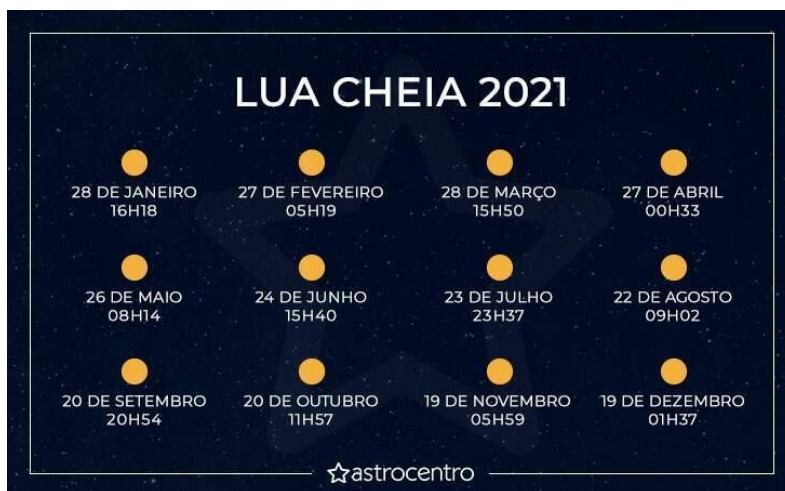 LUA CHEIA 2021
28 DE JANEIRO
16H18
27 DE FEVEREIRO
05H19
28 DE MARÇO
15H50
27 DE ABRIL
00H33
26 DE MAIO
08H14
24 DE JUNHO
15H40
23 DE JULHO
23H37
22 DE AGOSTO
09H02
20 DE SETEMBRO
20H54
20 DE OUTUBRO
11H57
19 DE NOVEMBRO
05H59
19 DE DEZEMBRO
01H37
astrocentro